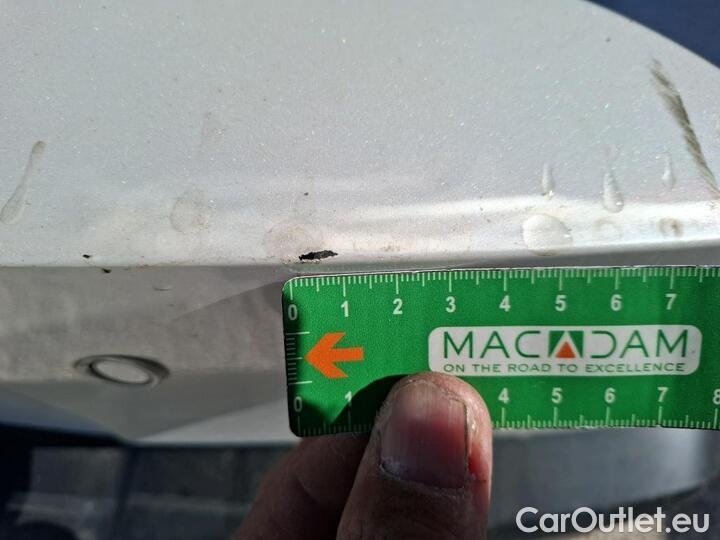 0 1 2 3 4 5 6 7
MACADAM
ON THE ROAD TO EXCELLENCE
0 1 4 5 6 7 8
CarOutlet.eu